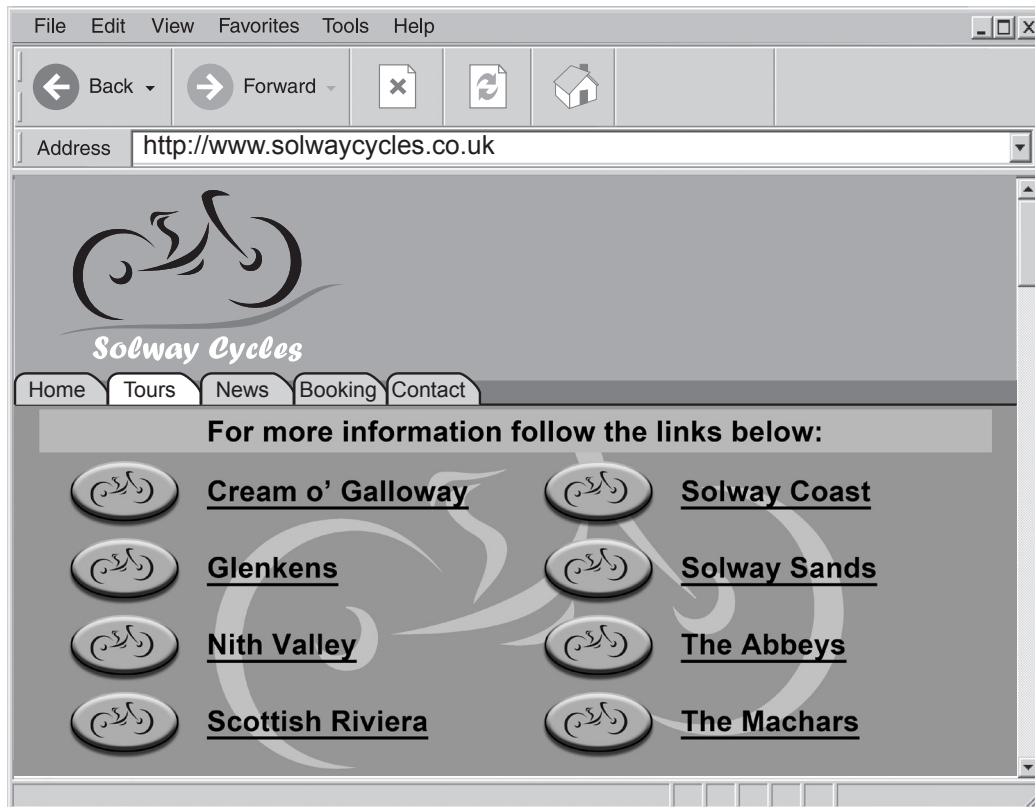 File Edit View Favorites Tools Help
Back Forward
Address http://www.solwaycycles.co.uk
Solway Cycles
Home Tours News Booking Contact
For more information follow the links below:
Cream o’ Galloway Solway Coast
Glenkens Solway Sands
Nith Valley The Abbeys
Scottish Riviera The Machars